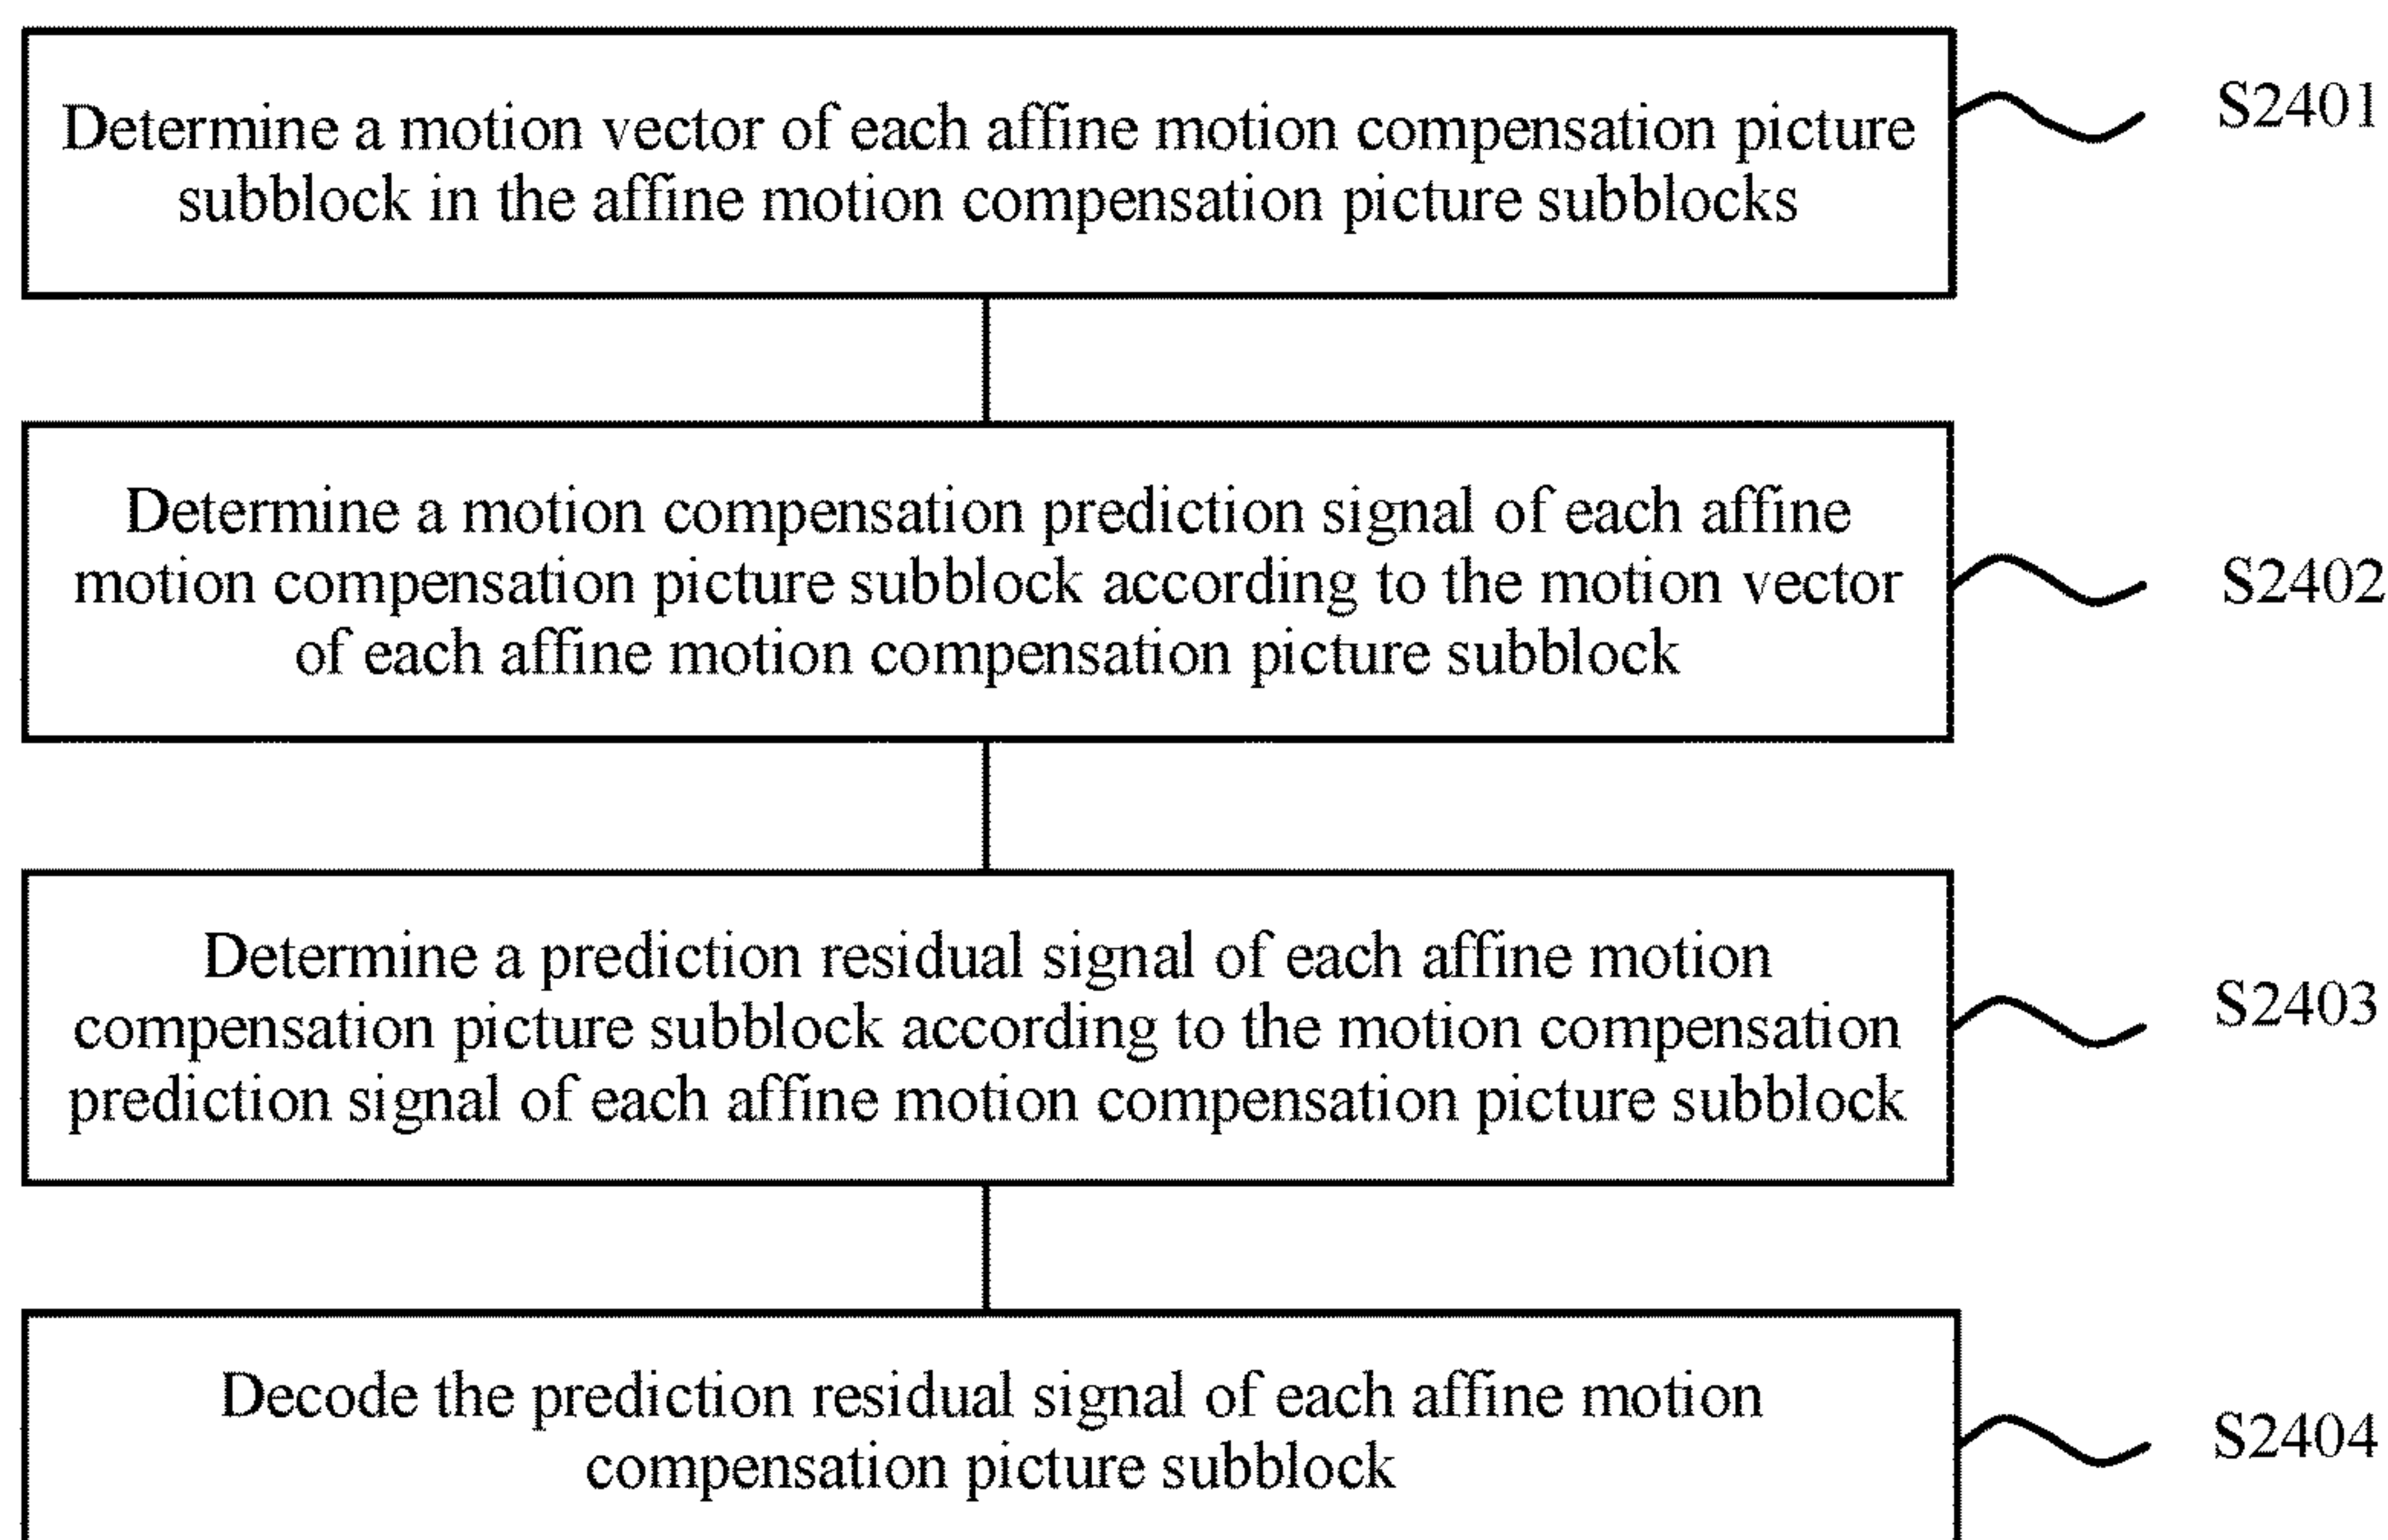 Determine a motion vector of each affine motion compensation picture
subblock in the affine motion compensation picture subblocks
S2401
Determine a motion compensation prediction signal of each affine
motion compensation picture subblock according to the motion vector
of each affine motion compensation picture subblock
S2402
Determine a prediction residual signal of each affine motion
compensation picture subblock according to the motion compensation
prediction signal of each affine motion compensation picture subblock
S2403
Decode the prediction residual signal of each affine motion
compensation picture subblock
S2404